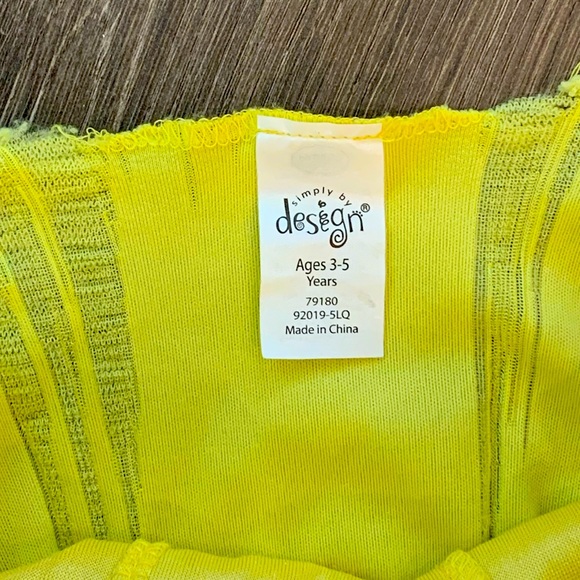 simply by
design®
Ages 3-5
Years
79180
92019-5LQ
Made in China